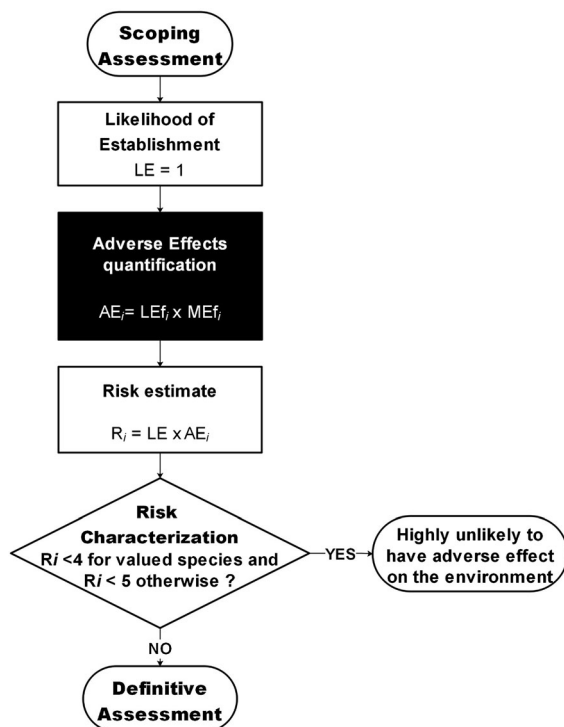 Scoping
Assessment
Likelihood of
Establishment
LE = 1
Adverse Effects
quantification
AEi= LEfi x MEfi
Risk estimate
Ri = LE x AEi
Risk
Characterization
Ri <4 for valued species and
Ri < 5 otherwise ?
YES
Highly unlikely to
have adverse effect
on the environment
NO
Definitive
Assessment